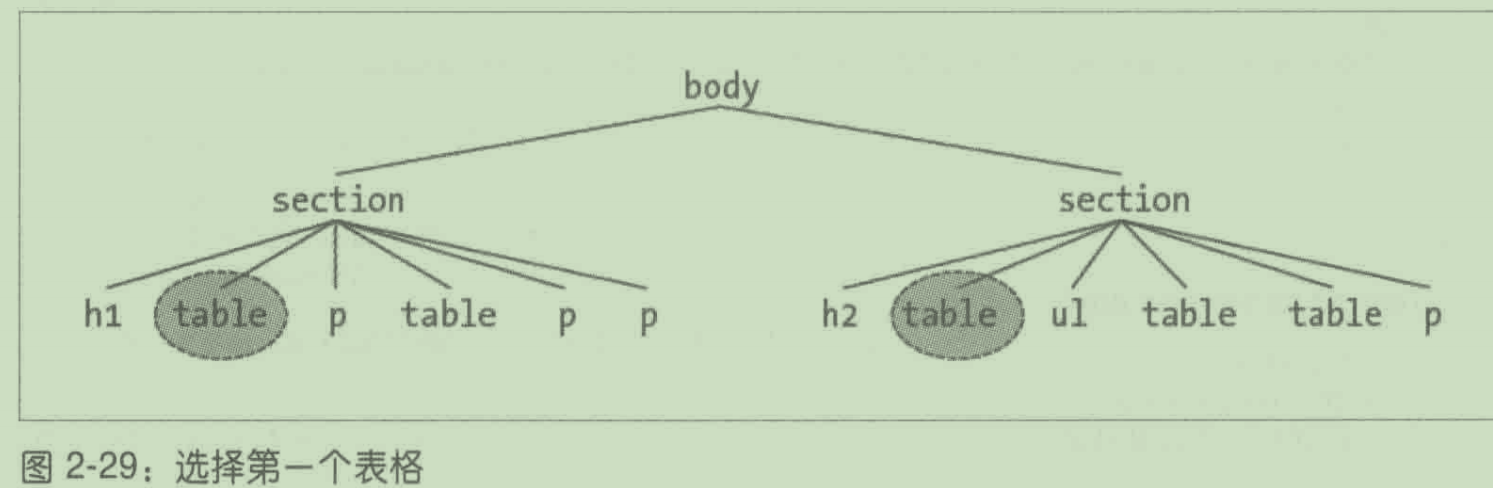 body
section section
h1 table p table p p h2 table ul table table p
图 2-29：选择第一个表格